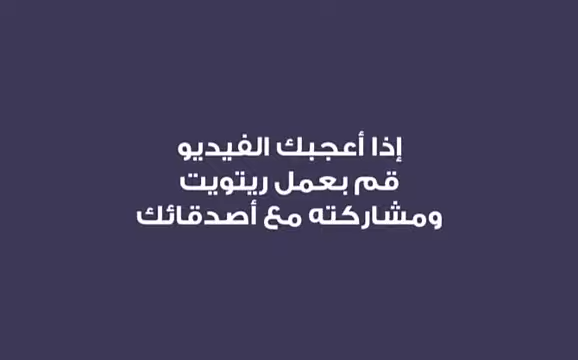 إذا أعجبك الفيديو
قم بعمل ريتويت
ومشاركته مع أصدقائك